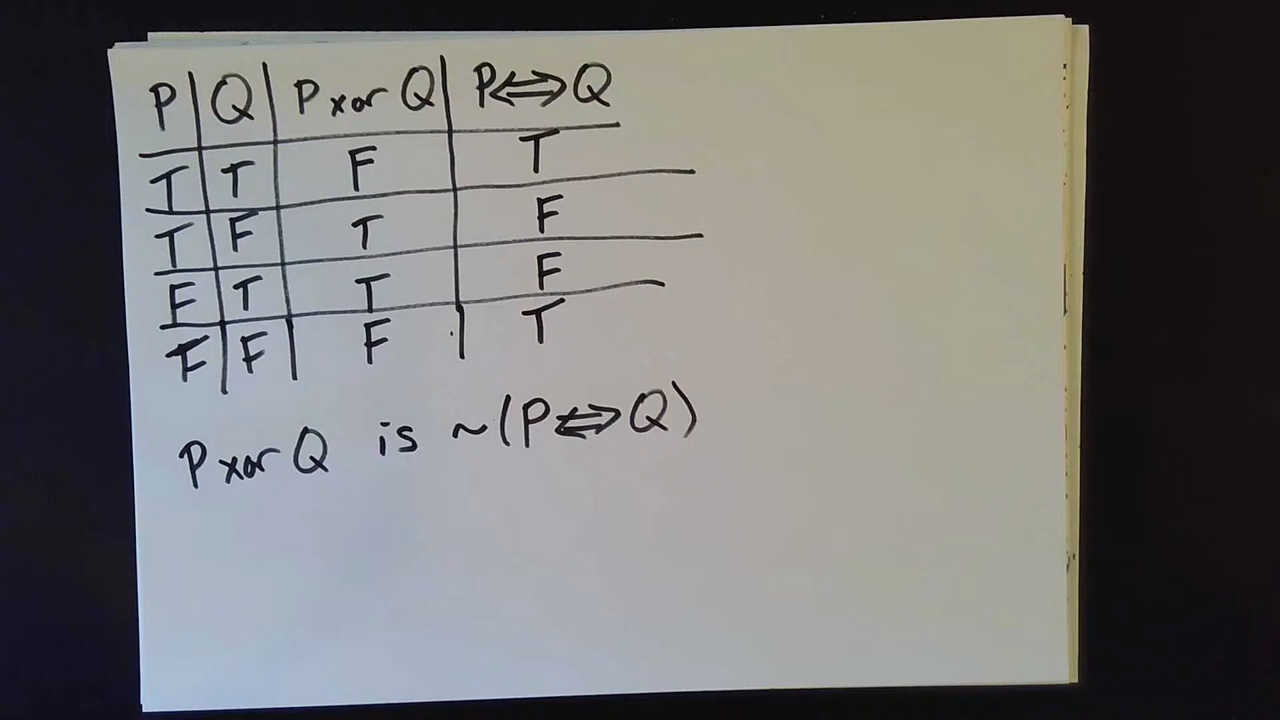 P Q P xor Q P⇔Q
T T F T
T F T F
F T T F
F F F T
P xor Q is ~(P⇔Q)